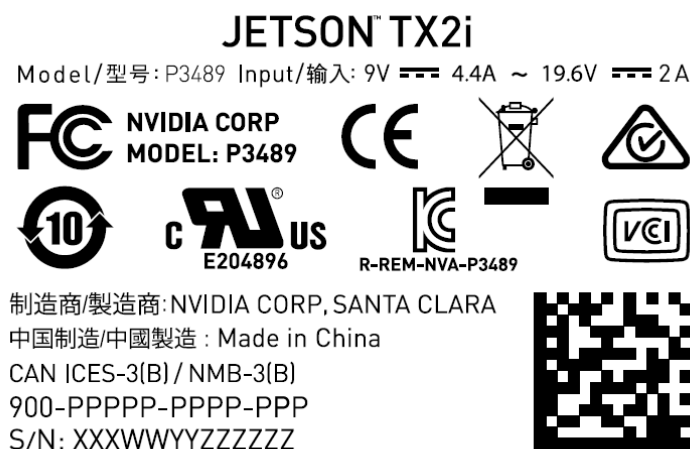 JETSON™ TX2i
Model/型号: P3489 Input/输入: 9V ⎓ 4.4A ~ 19.6V ⎓ 2A
FC
NVIDIA CORP
MODEL: P3489
CE
10
c RU ® US
E204896
KC
R-REM-NVA-P3489
VCI
制造商/製造商: NVIDIA CORP, SANTA CLARA
中国制造/中國製造 : Made in China
CAN ICES-3(B) / NMB-3(B)
900-PPPPP-PPPP-PPP
S/N: XXXWWYYZZZZZZ